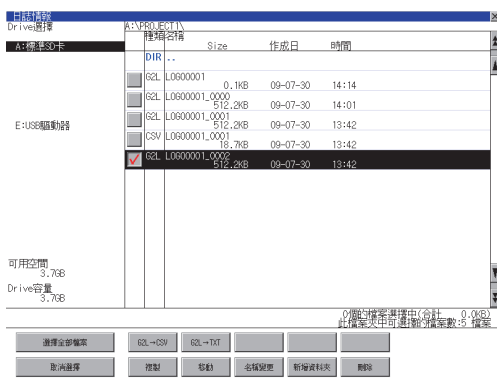 日誌情報
Drive選擇
A:\PROJECT1\
A:標準SD卡
種類 名稱
Size 作成日 時間
DIR ..
G2L LOG00001
0.1KB 09-07-30 14:14
G2L LOG00001_0000
512.2KB 09-07-30 14:01
G2L LOG00001_0001
512.2KB 09-07-30 13:42
E:USB驅動器
CSV LOG00001_0001
18.7KB 09-07-30 13:42
G2L LOG00001_0002
512.2KB 09-07-30 13:42
可用空間
3.7GB
Drive容量
3.7GB
0個的檔案選擇中(合計 0.0KB)
此檔案夾中可選擇的檔案數:5 檔案
選擇全部檔案 G2L→CSV G2L→TXT
取消選擇 複製 移動 名稱變更 新增資料夾 刪除